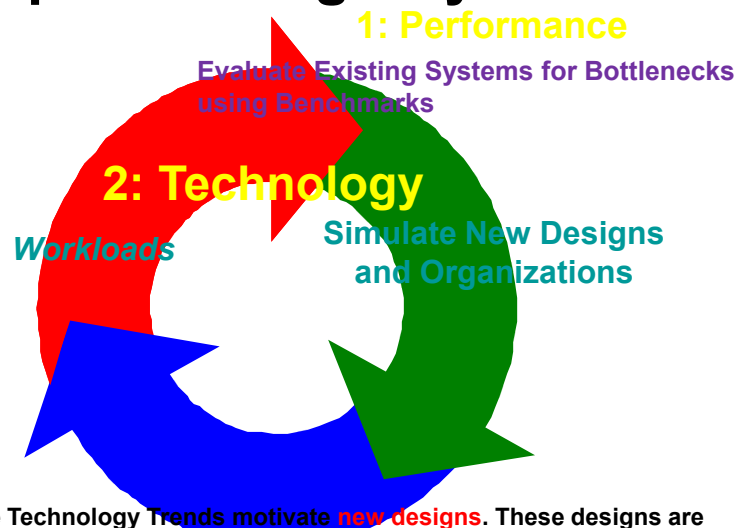 1: Performance
Evaluate Existing Systems for Bottlenecks
using Benchmarks
2: Technology
Workloads
Simulate New Designs
and Organizations
Technology Trends motivate new designs. These designs are